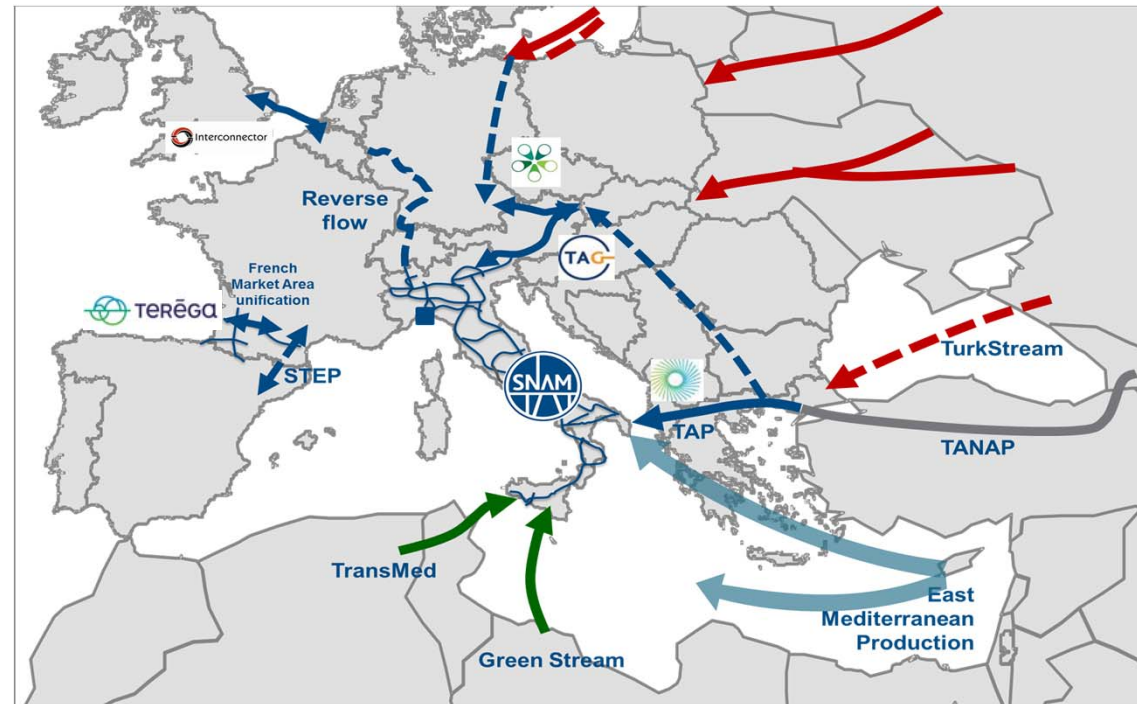 Interconnector
Reverse
flow
TAG
French
Market Area
unification
TERĒGA
STEP
SNAM
TurkStream
TAP
TANAP
TransMed
East
Mediterranean
Production
Green Stream